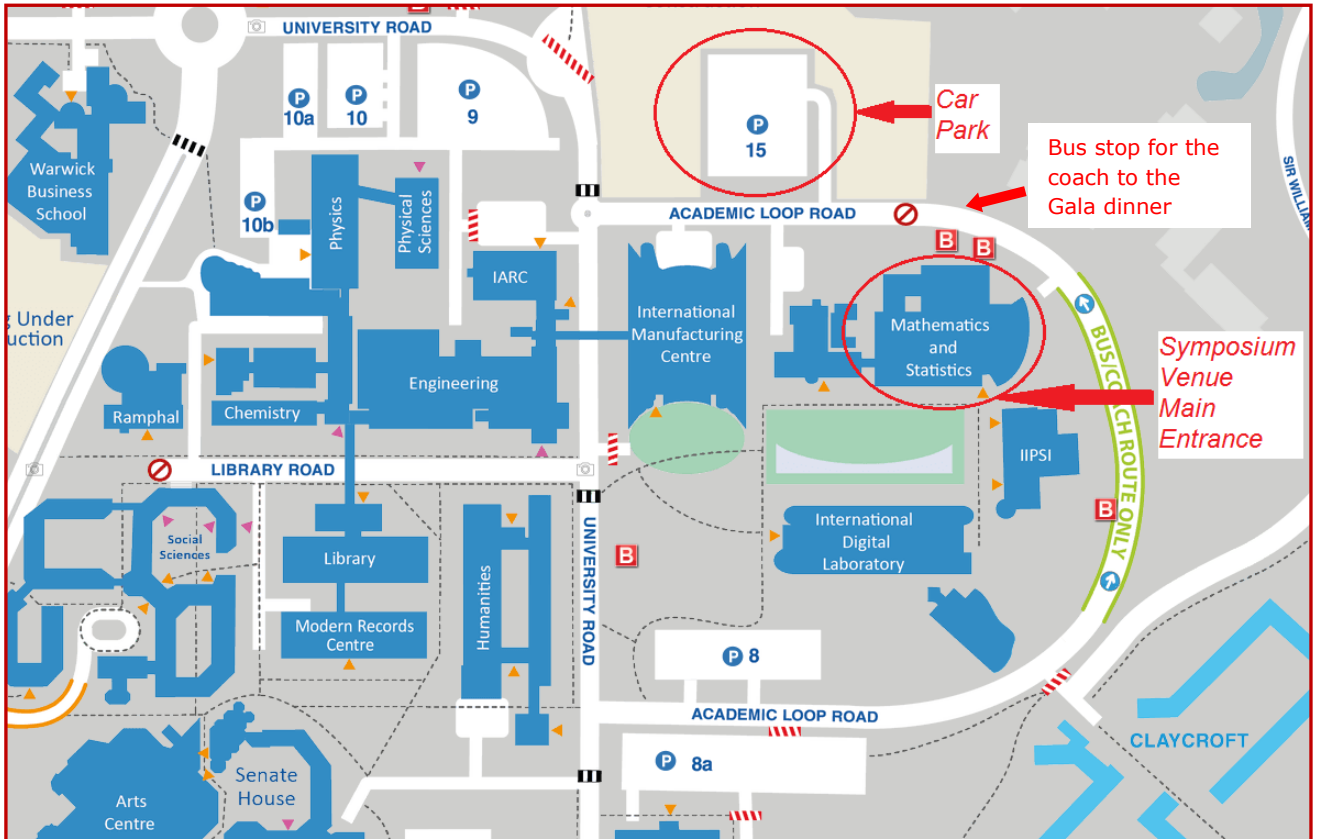 UNIVERSITY ROAD
P
10a
P
10
P
9
P
15
Car
Park
Bus stop for the
coach to the
Gala dinner
Warwick
Business
School
P
10b
Physics
Physical
Sciences
ACADEMIC LOOP ROAD
B
B
SIR WILLIAM
IARC
International
Manufacturing
Centre
Mathematics
and
Statistics
Symposium
Venue
Main
Entrance
BUS/COACH ROUTE ONLY
g Under
uction
Engineering
Ramphal
Chemistry
IIPSI
LIBRARY ROAD
B
Social
Sciences
Library
Humanities
UNIVERSITY ROAD
B
International
Digital
Laboratory
Modern Records
Centre
P 8
ACADEMIC LOOP ROAD
CLAYCROFT
P 8a
Senate
House
Arts
Centre